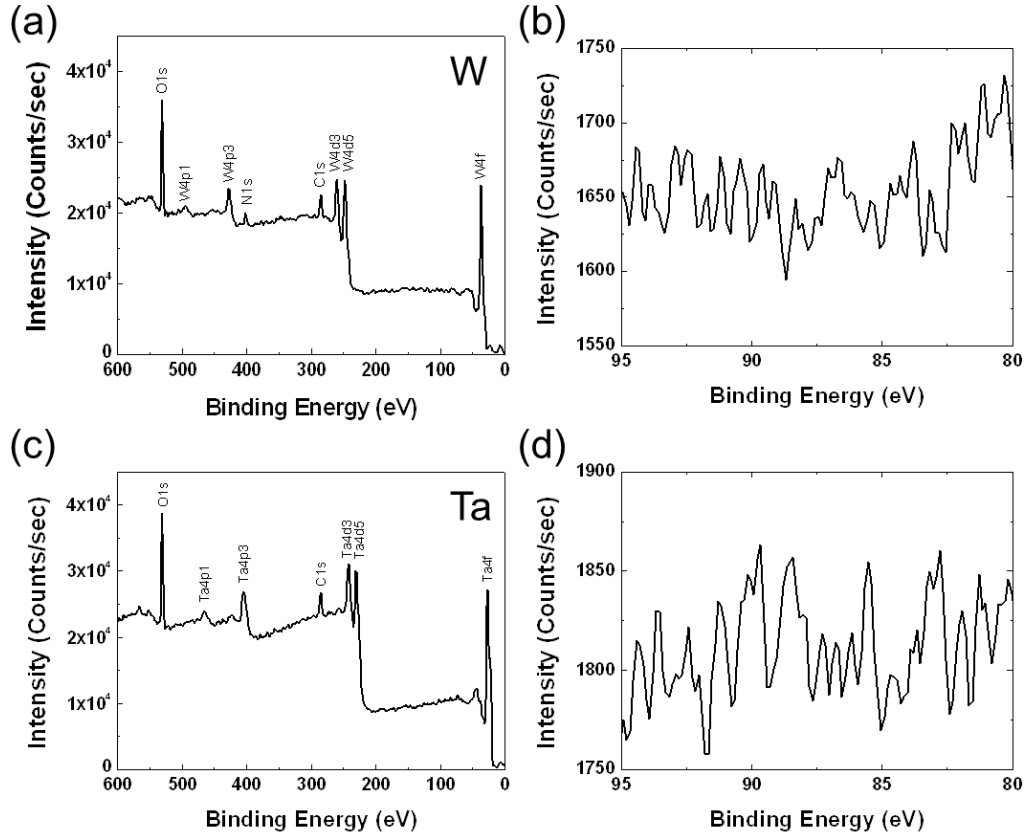 (a)
Intensity (Counts/sec)
4x10⁴
3x10⁴
2x10⁴
1x10⁴
0
W
O1s
W4p1
W4p3
N1s
C1s
W4d3
W4d5
W4f
600 500 400 300 200 100 0
Binding Energy (eV)
(b)
Intensity (Counts/sec)
1750
1700
1650
1600
1550
95 90 85 80
Binding Energy (eV)
(c)
Intensity (Counts/sec)
4x10⁴
3x10⁴
2x10⁴
1x10⁴
0
Ta
O1s
Ta4p1
Ta4p3
C1s
Ta4d3
Ta4d5
Ta4f
600 500 400 300 200 100 0
Binding Energy (eV)
(d)
Intensity (Counts/sec)
1900
1850
1800
1750
95 90 85 80
Binding Energy (eV)